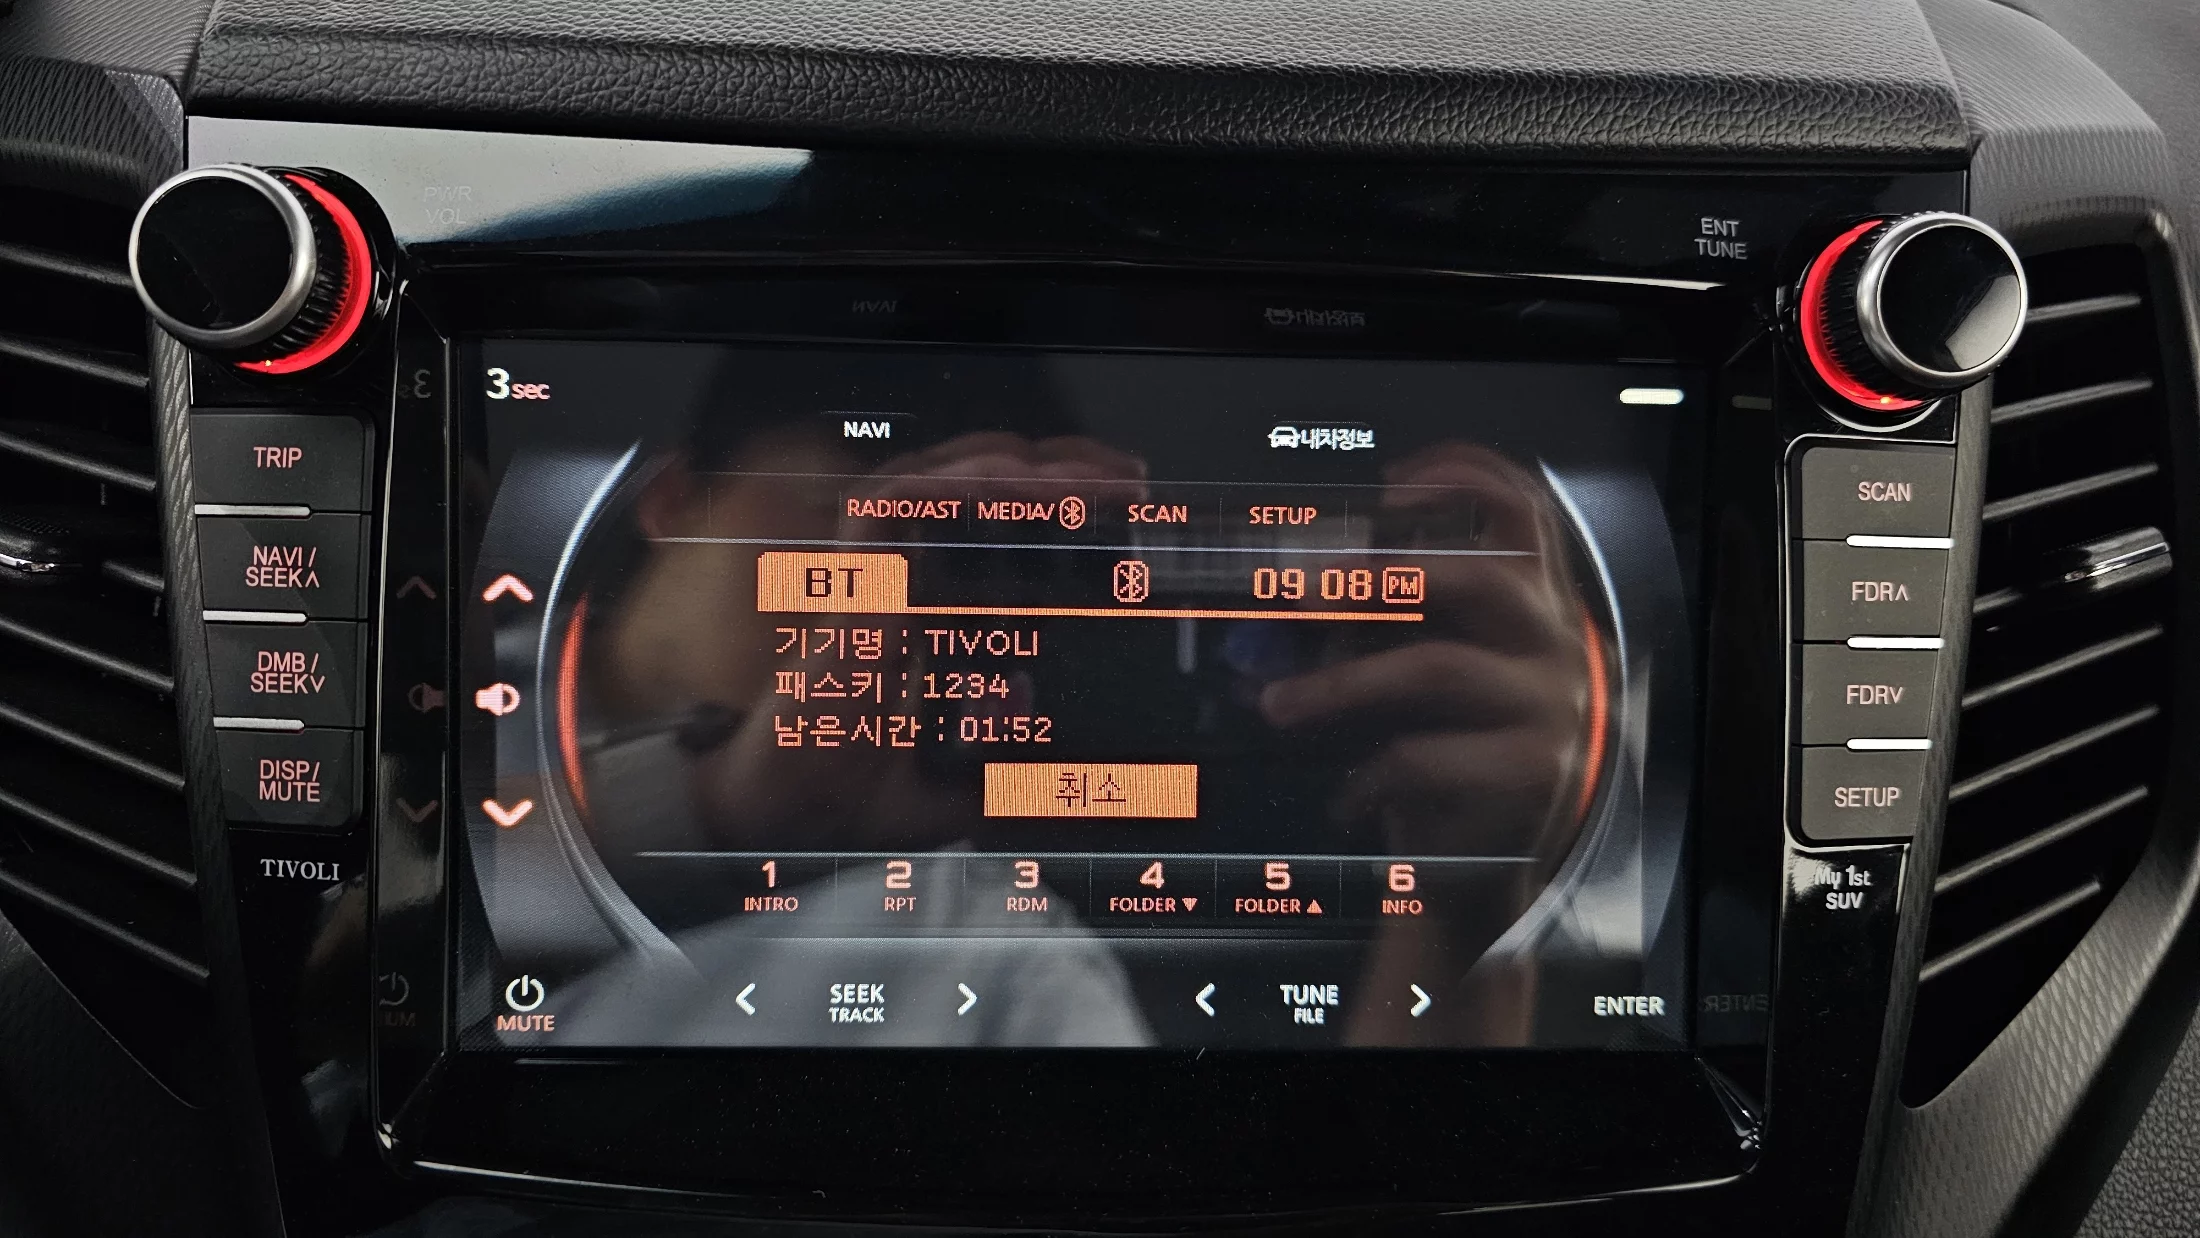 PWR
VOL
ENT
TUNE
3sec
NAVI
내차정보
TRIP
NAVI /
SEEK∧
DMB /
SEEK∨
DISP/
MUTE
TIVOLI
RADIO/AST MEDIA/ SCAN SETUP
BT 09 08 PM
기기명 : TIVOLI
패스키 : 1234
남은시간 : 01:52
취소
1 2 3 4 5 6
INTRO RPT RDM FOLDER ▼ FOLDER ▲ INFO
MUTE
< SEEK >
TRACK
< TUNE >
FILE
ENTER
SCAN
FDR∧
FDR∨
SETUP
My 1st
SUV